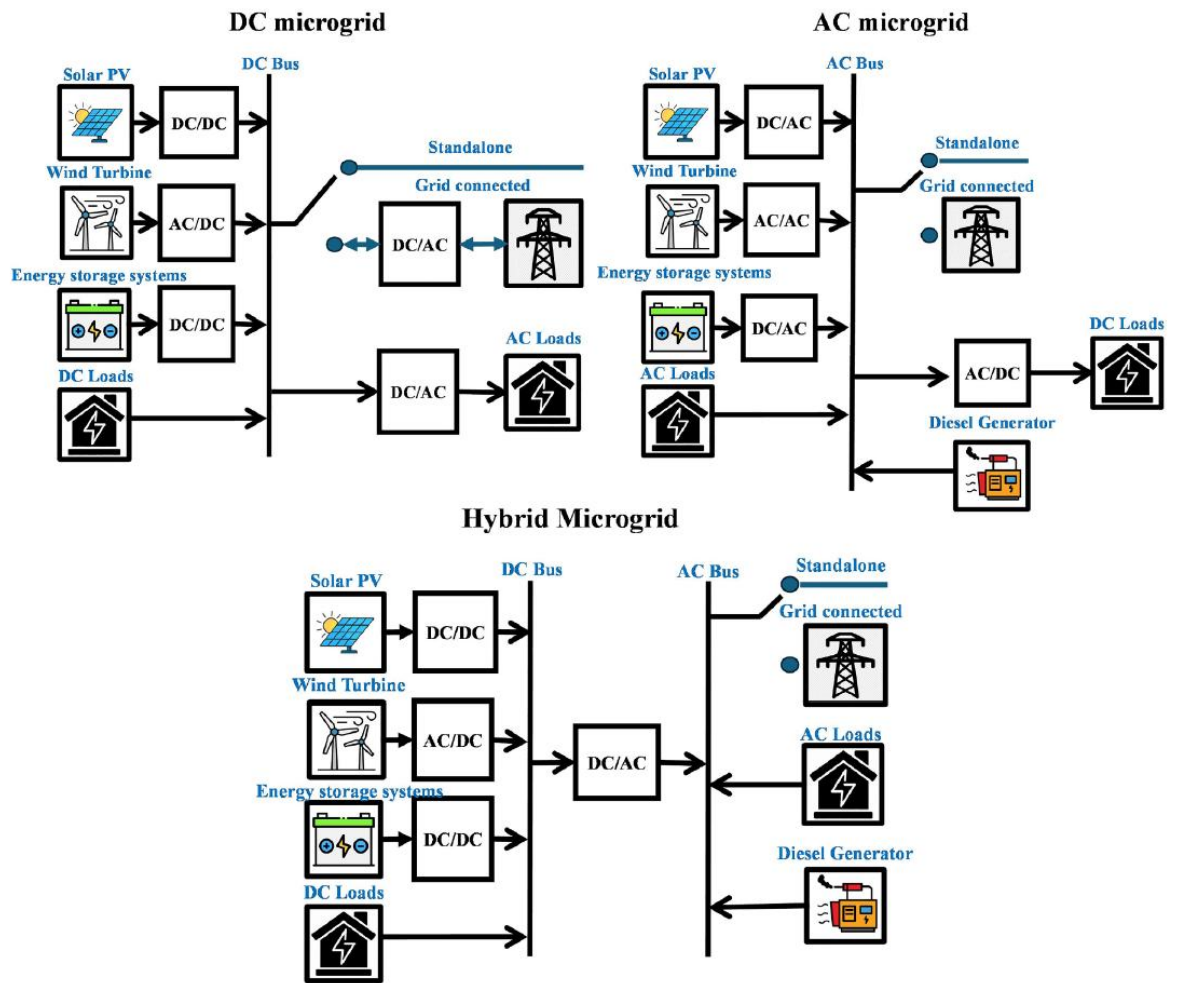 DC microgrid
DC Bus
Solar PV
DC/DC
Wind Turbine
AC/DC
Energy storage systems
DC/DC
DC Loads
Standalone
Grid connected
DC/AC
AC Loads
DC/AC
AC microgrid
AC Bus
Solar PV
DC/AC
Wind Turbine
AC/AC
Energy storage systems
DC/AC
AC Loads
Standalone
Grid connected
DC Loads
AC/DC
Diesel Generator
Hybrid Microgrid
DC Bus
AC Bus
Solar PV
DC/DC
Wind Turbine
AC/DC
Energy storage systems
DC/DC
DC Loads
DC/AC
Standalone
Grid connected
AC Loads
Diesel Generator